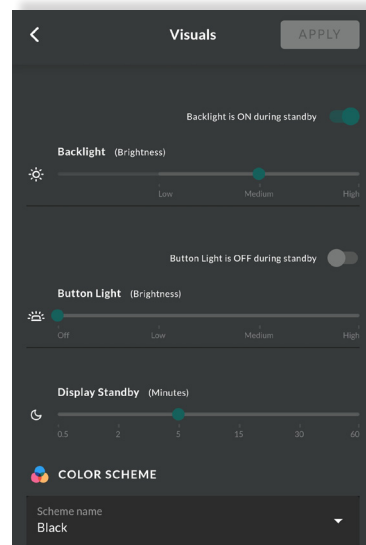 Visuals
APPLY
Backlight is ON during standby
Backlight (Brightness)
Low Medium High
Button Light is OFF during standby
Button Light (Brightness)
Off Low Medium High
Display Standby (Minutes)
0.5 2 5 15 30 60
COLOR SCHEME
Scheme name
Black